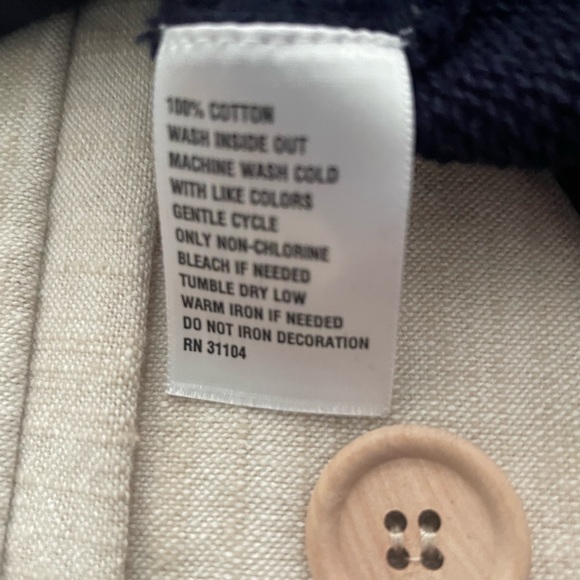 100% COTTON
WASH INSIDE OUT
MACHINE WASH COLD
WITH LIKE COLORS
GENTLE CYCLE
ONLY NON-CHLORINE
BLEACH IF NEEDED
TUMBLE DRY LOW
WARM IRON IF NEEDED
DO NOT IRON DECORATION
RN 31104